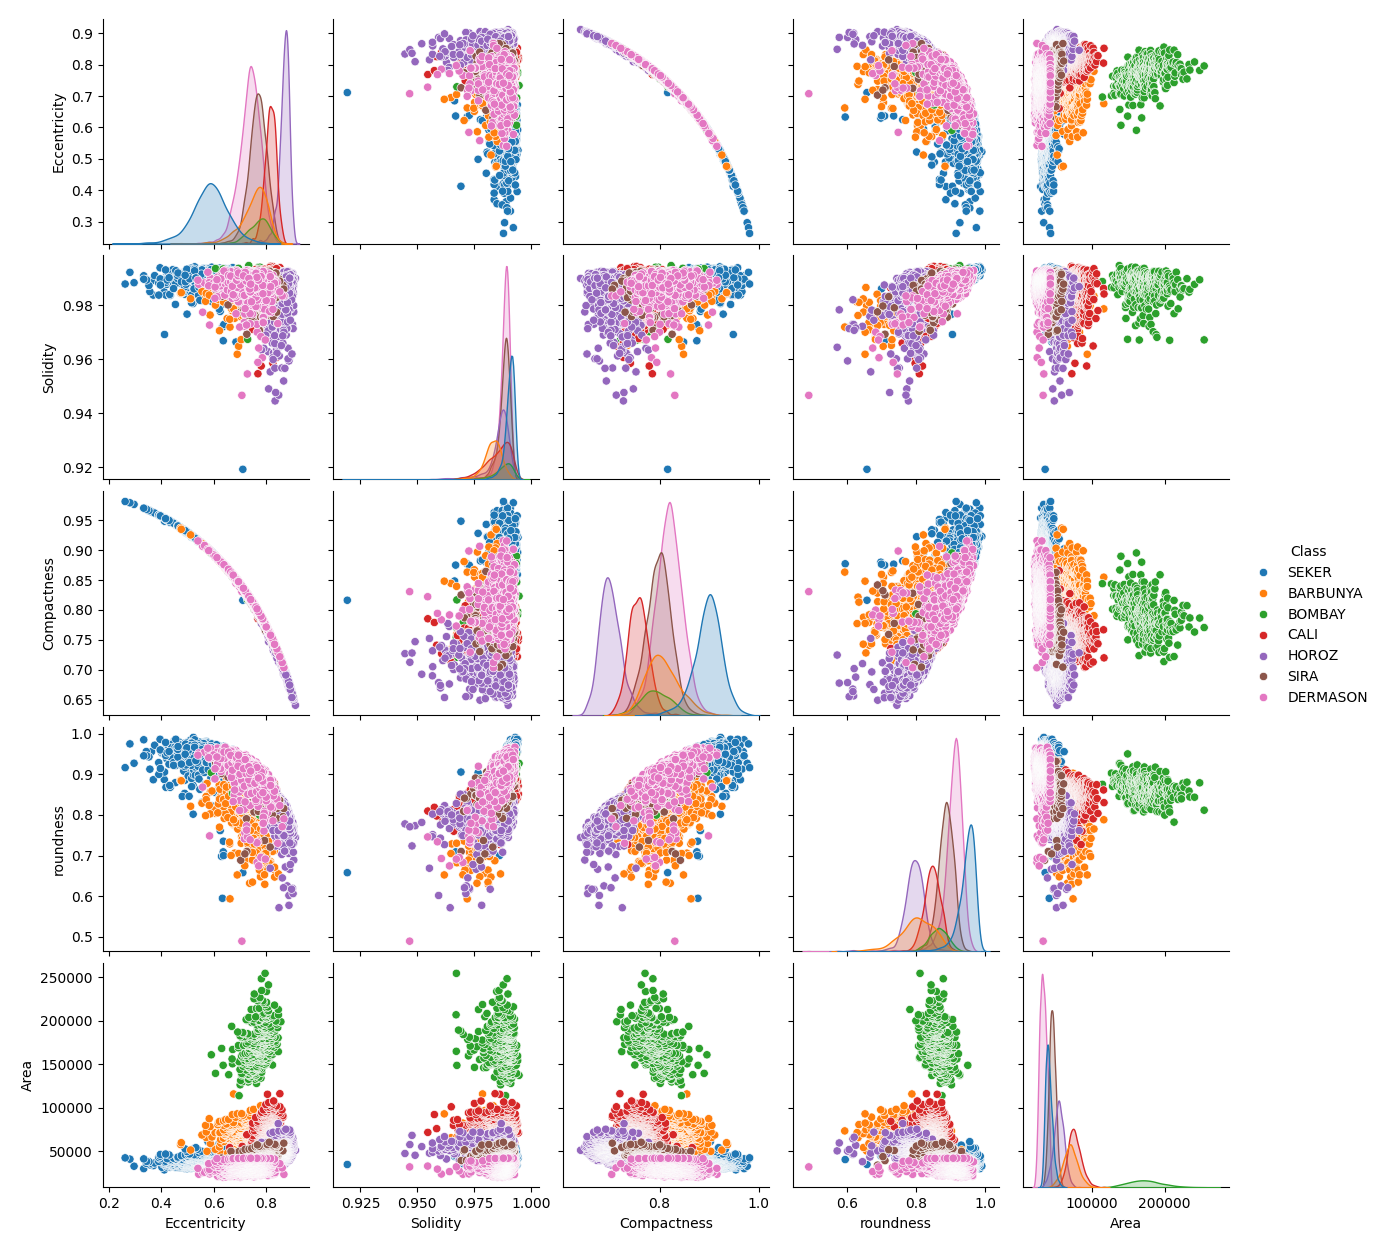 0.9
0.8
0.7
0.6
0.5
0.4
0.3
Eccentricity
0.98
0.96
0.94
0.92
Solidity
0.95
0.90
0.85
0.80
0.75
0.70
0.65
Compactness
Class
SEKER
BARBUNYA
BOMBAY
CALI
HOROZ
SIRA
DERMASON
1.0
0.9
0.8
0.7
0.6
0.5
roundness
250000
200000
150000
100000
50000
Area
0.2 0.4 0.6 0.8
0.925 0.950 0.975 1.000
0.8 1.0
0.6 0.8 1.0
100000 200000
Eccentricity
Solidity
Compactness
roundness
Area